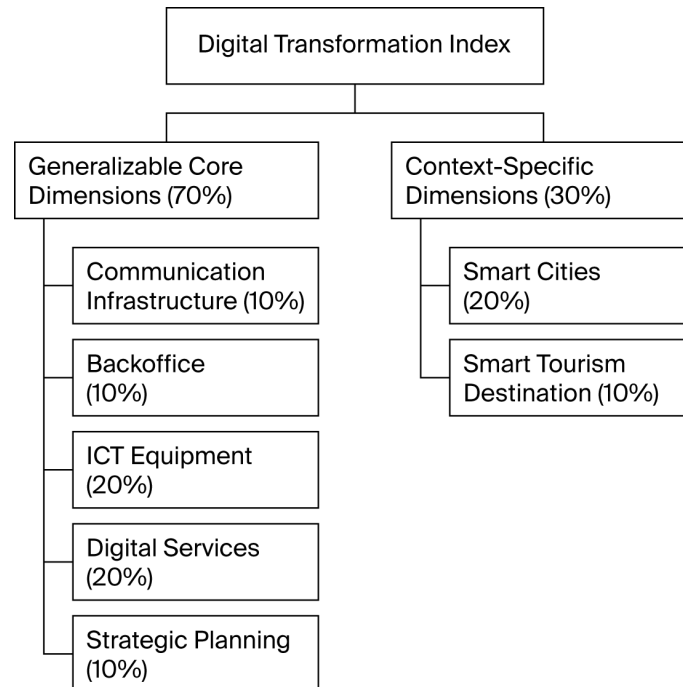 Digital Transformation Index
Generalizable Core
Dimensions (70%)
Communication
Infrastructure (10%)
Backoffice
(10%)
ICT Equipment
(20%)
Digital Services
(20%)
Strategic Planning
(10%)
Context-Specific
Dimensions (30%)
Smart Cities
(20%)
Smart Tourism
Destination (10%)